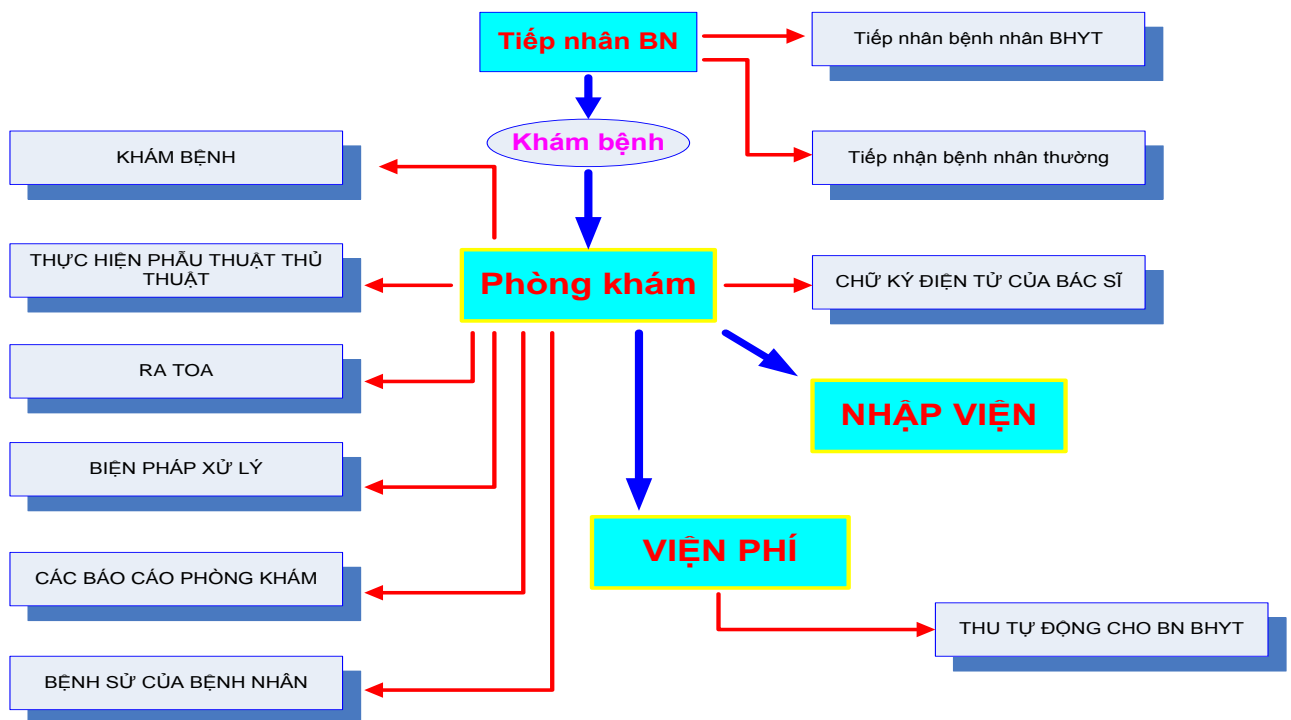 Tiếp nhân BN
Tiếp nhân bệnh nhân BHYT
Khám bệnh
KHÁM BỆNH
Tiếp nhận bệnh nhân thường
THỰC HIỆN PHẪU THUẬT THỦ
THUẬT
Phòng khám
CHỮ KÝ ĐIỆN TỬ CỦA BÁC SĨ
RA TOA
NHẬP VIỆN
BIỆN PHÁP XỬ LÝ
VIỆN PHÍ
CÁC BÁO CÁO PHÒNG KHÁM
THU TỰ ĐỘNG CHO BN BHYT
BỆNH SỬ CỦA BỆNH NHÂN